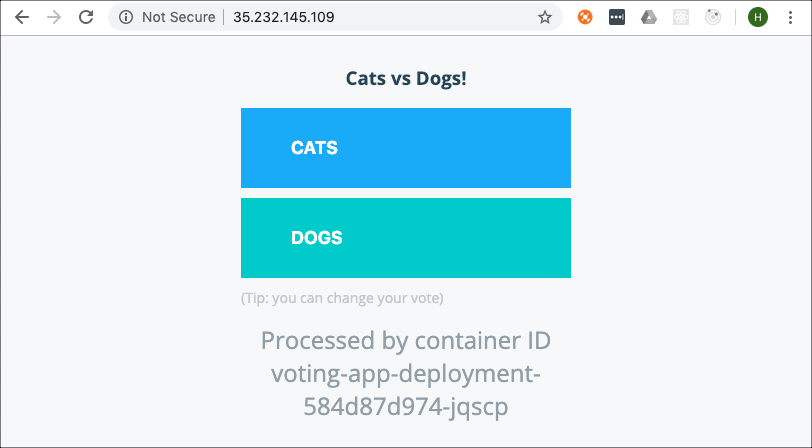 Not Secure | 35.232.145.109
H
Cats vs Dogs!
CATS
DOGS
(Tip: you can change your vote)
Processed by container ID
voting-app-deployment-
584d87d974-jqscp